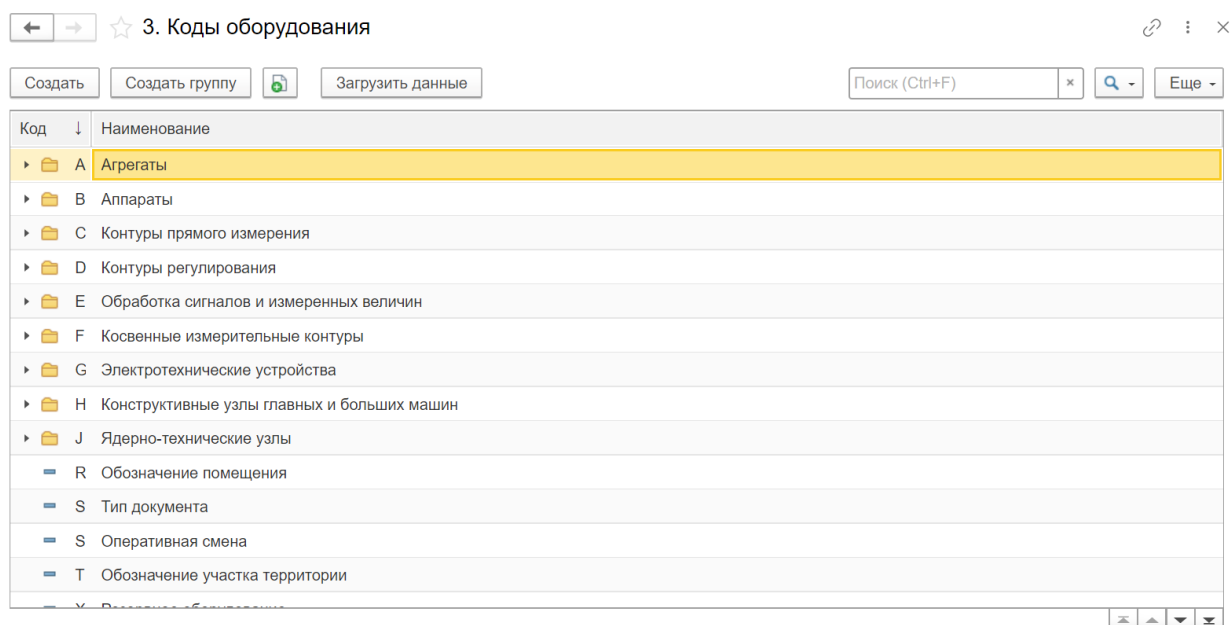 3. Коды оборудования
Создать Создать группу Загрузить данные Поиск (Ctrl+F) × Еще
Код ↓ Наименование
A Агрегаты
B Аппараты
C Контуры прямого измерения
D Контуры регулирования
E Обработка сигналов и измеренных величин
F Косвенные измерительные контуры
G Электротехнические устройства
H Конструктивные узлы главных и больших машин
J Ядерно-технические узлы
R Обозначение помещения
S Тип документа
S Оперативная смена
T Обозначение участка территории